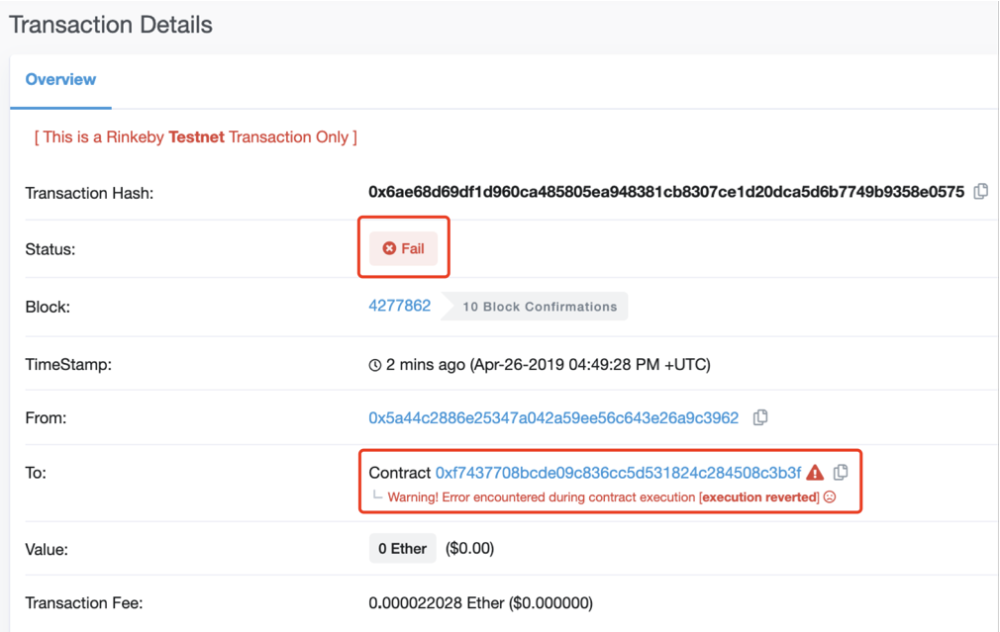 Transaction Details
Overview
[ This is a Rinkeby Testnet Transaction Only ]
Transaction Hash: 0x6ae68d69df1d960ca485805ea948381cb8307ce1d20dca5d6b7749b9358e0575
Status: Fail
Block: 4277862 10 Block Confirmations
TimeStamp: 2 mins ago (Apr-26-2019 04:49:28 PM +UTC)
From: 0x5a44c2886e25347a042a59ee56c643e26a9c3962
To: Contract 0xf7437708bcde09c836cc5d531824c284508c3b3f
Warning! Error encountered during contract execution [execution reverted]
Value: 0 Ether ($0.00)
Transaction Fee: 0.000022028 Ether ($0.000000)